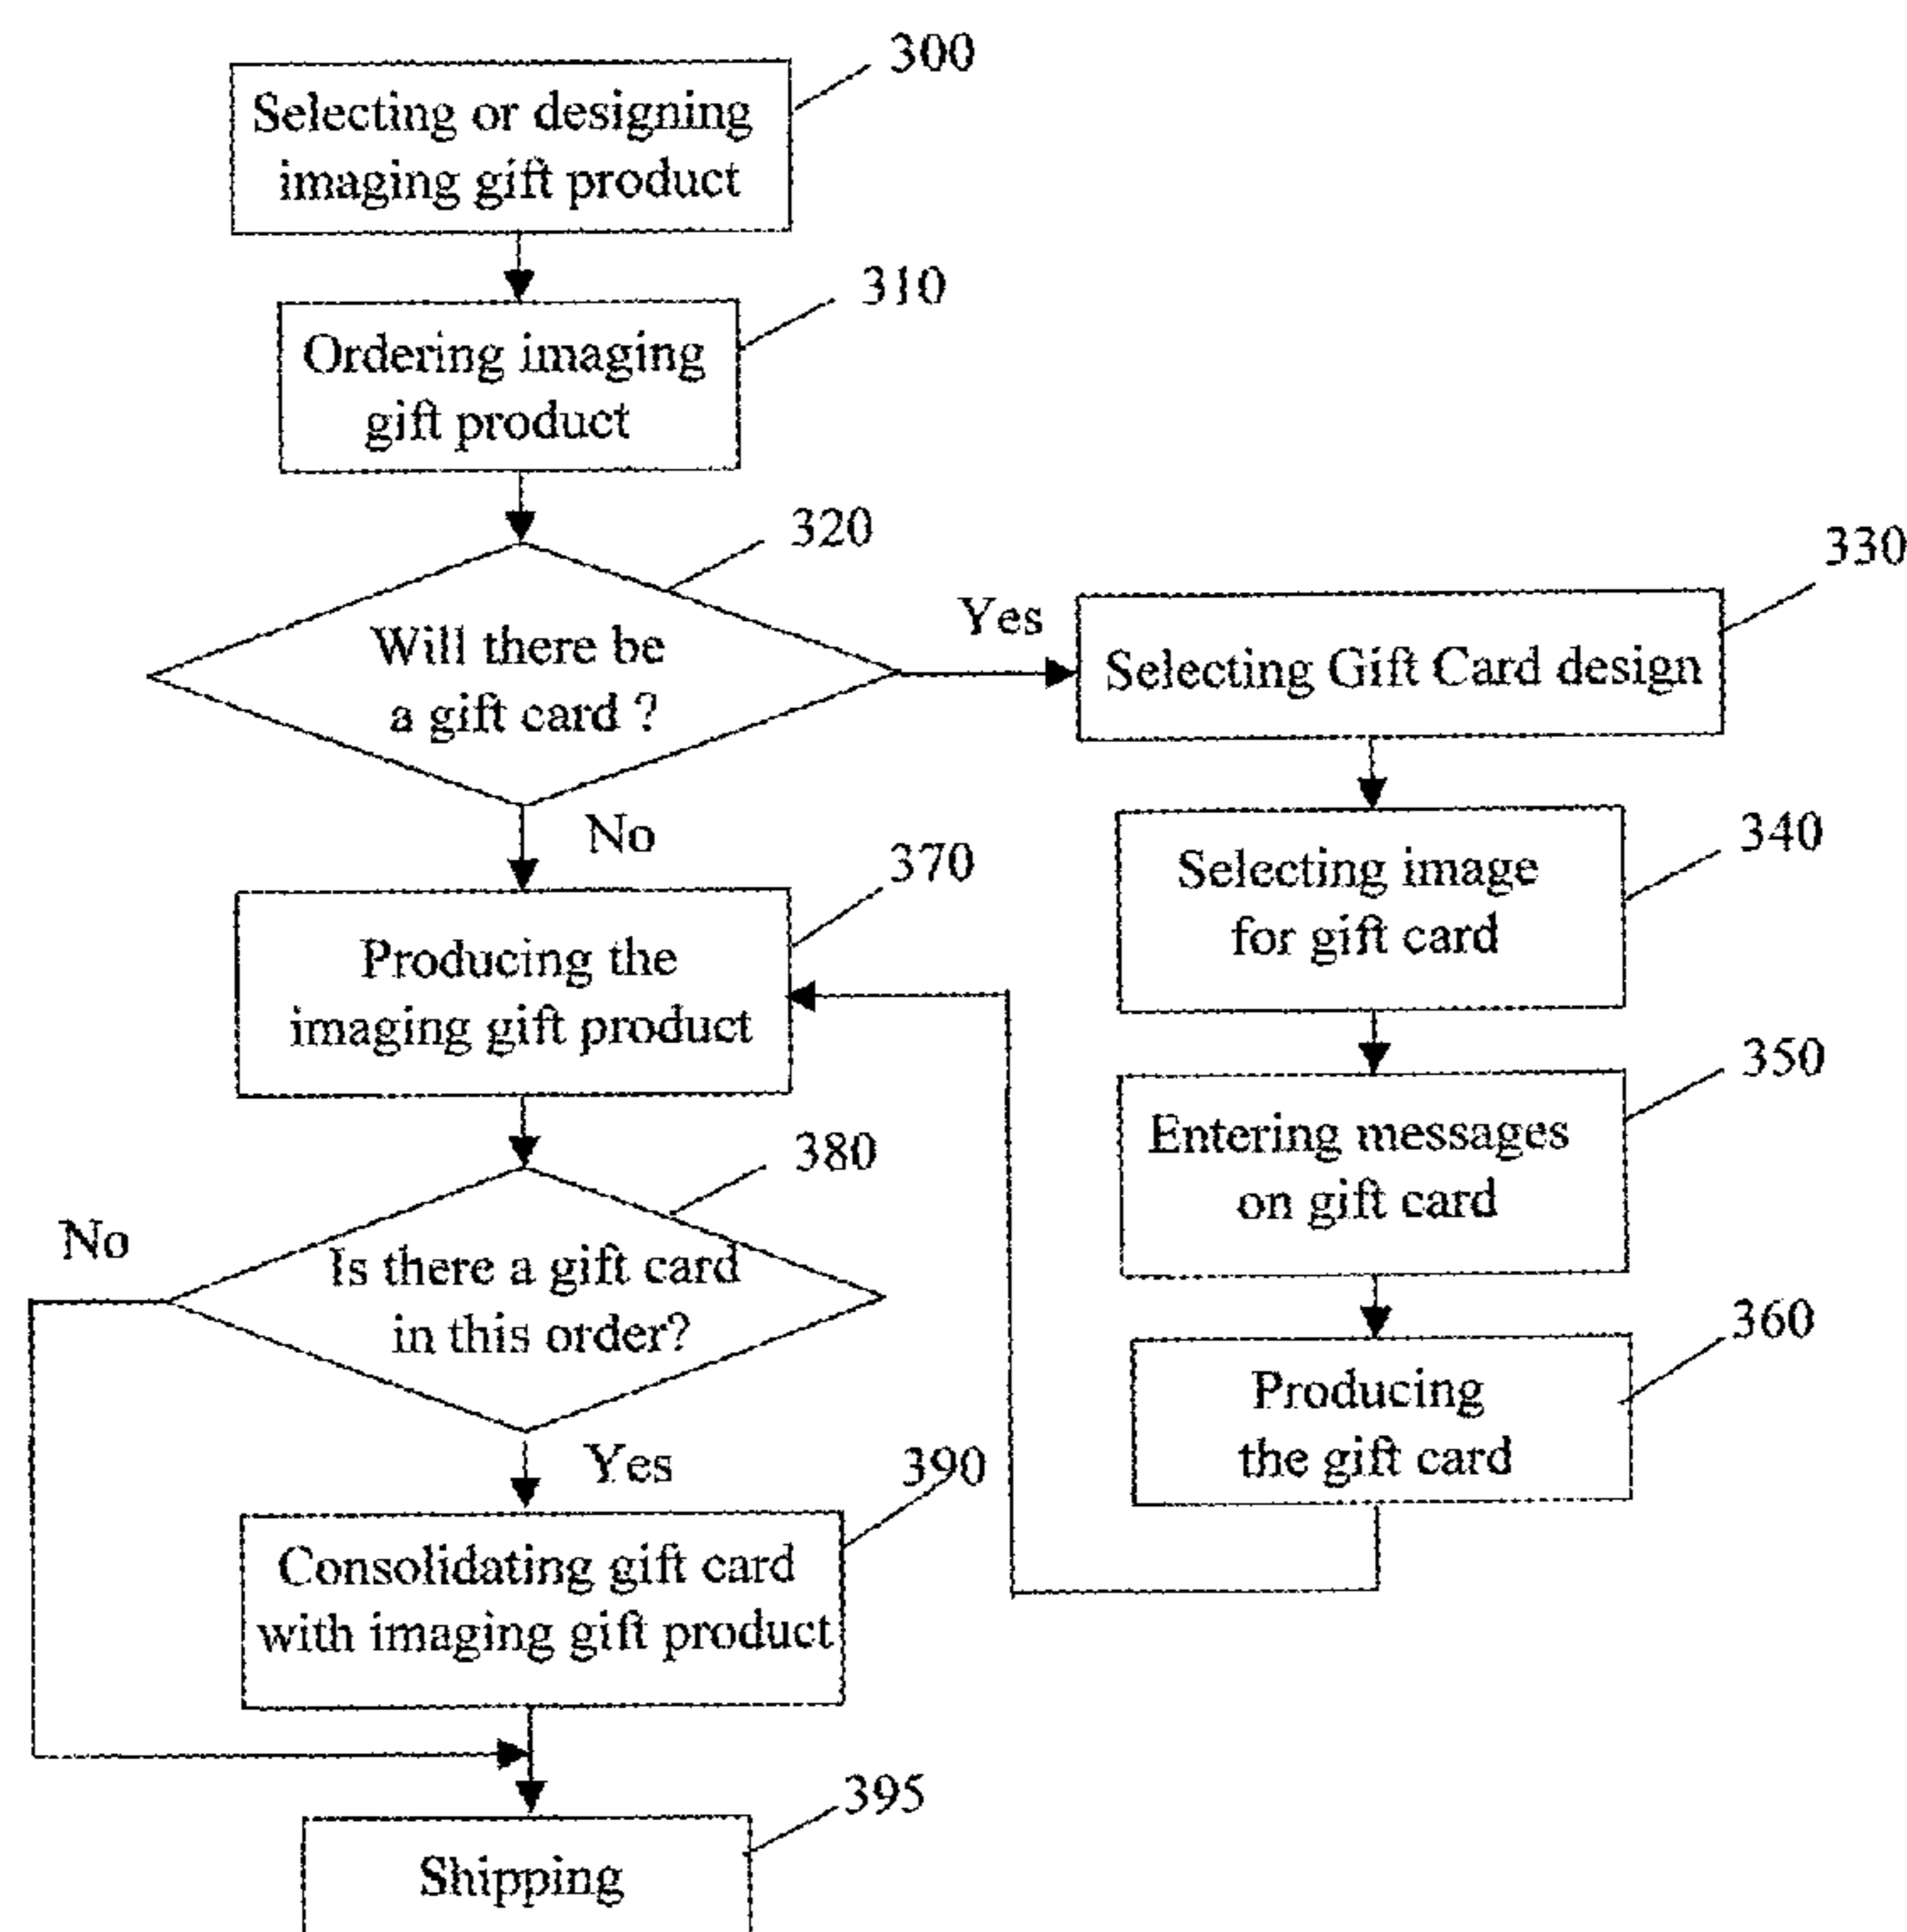 300
Selecting or designing
imaging gift product
310
Ordering imaging
gift product
320
Will there be
a gift card ?
Yes
330
Selecting Gift Card design
No
340
Selecting image
for gift card
370
Producing the
imaging gift product
350
Entering messages
on gift card
380
No
Is there a gift card
in this order?
360
Producing
the gift card
Yes
390
Consolidating gift card
with imaging gift product
395
Shipping